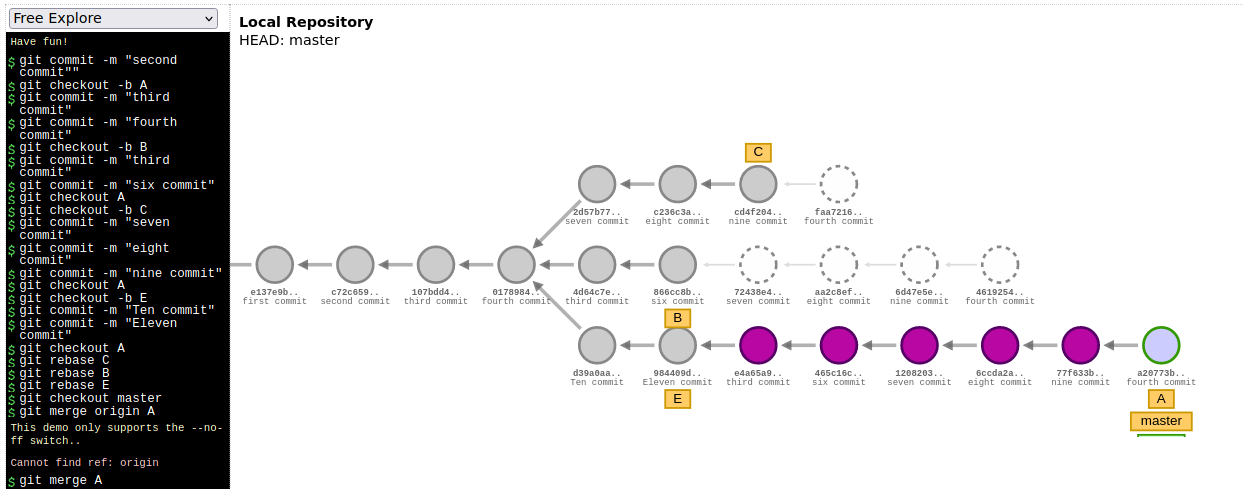 Free Explore
Have fun!
$ git commit -m "second
commit""
$ git checkout -b A
$ git commit -m "third
commit"
$ git commit -m "fourth
commit"
$ git checkout -b B
$ git commit -m "third
commit"
$ git commit -m "six commit"
$ git checkout A
$ git checkout -b C
$ git commit -m "seven
commit"
$ git commit -m "eight
commit"
$ git commit -m "nine commit"
$ git checkout A
$ git checkout -b E
$ git commit -m "Ten commit"
$ git commit -m "Eleven
commit"
$ git checkout A
$ git rebase C
$ git rebase B
$ git rebase E
$ git checkout master
$ git merge origin A
This demo only supports the --no-
ff switch..
Cannot find ref: origin
$ git merge A
Local Repository
HEAD: master
C
2d57b77.. c236c3a.. cd4f204.. faa7216..
seven commit eight commit nine commit fourth commit
e137e9b.. c72c659.. 107bdd4.. 0178984.. 4d64c7e.. 866cc8b.. 72438e4.. aa2c8ef.. 6d47e5e.. 4619254..
first commit second commit third commit fourth commit third commit six commit seven commit eight commit nine commit fourth commit
B
d39a0aa.. 984409d.. e4a65a9.. 465c16c.. 1208203.. 6ccda2a.. 77f633b.. a20773b..
Ten commit Eleven commit third commit six commit seven commit eight commit nine commit fourth commit
E A
master